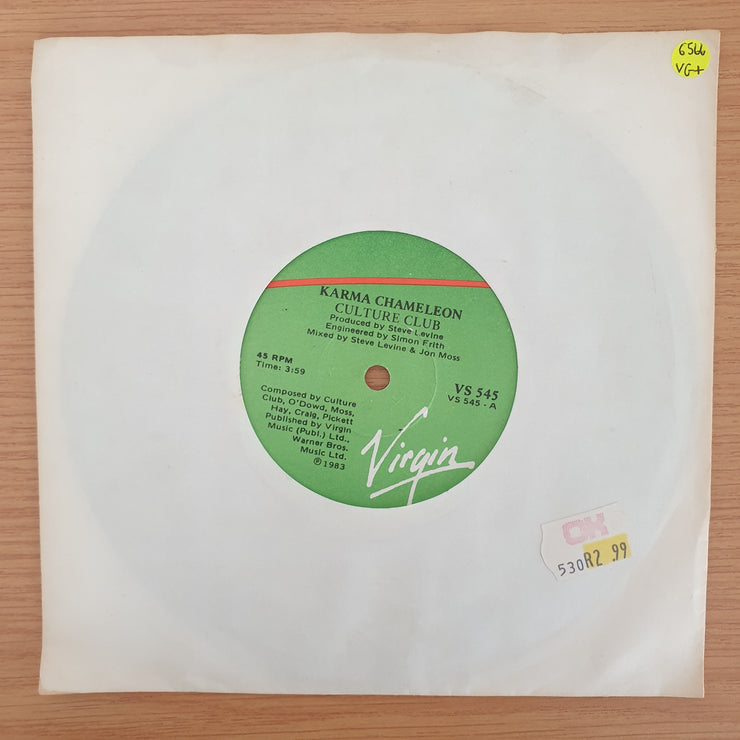 6566
VG+
KARMA CHAMELEON
CULTURE CLUB
Produced by Steve Levine
Engineered by Simon Frith
Mixed by Steve Levine & Jon Moss
45 RPM
Time: 3:59
VS 545
VS 545 - A
Composed by Culture
Club, O'Dowd, Moss,
Hay, Craig, Pickett
Published by Virgin
Music (Publ.) Ltd.,
Warner Bros.
Music Ltd.
℗ 1983
Virgin
OK
530R2.99